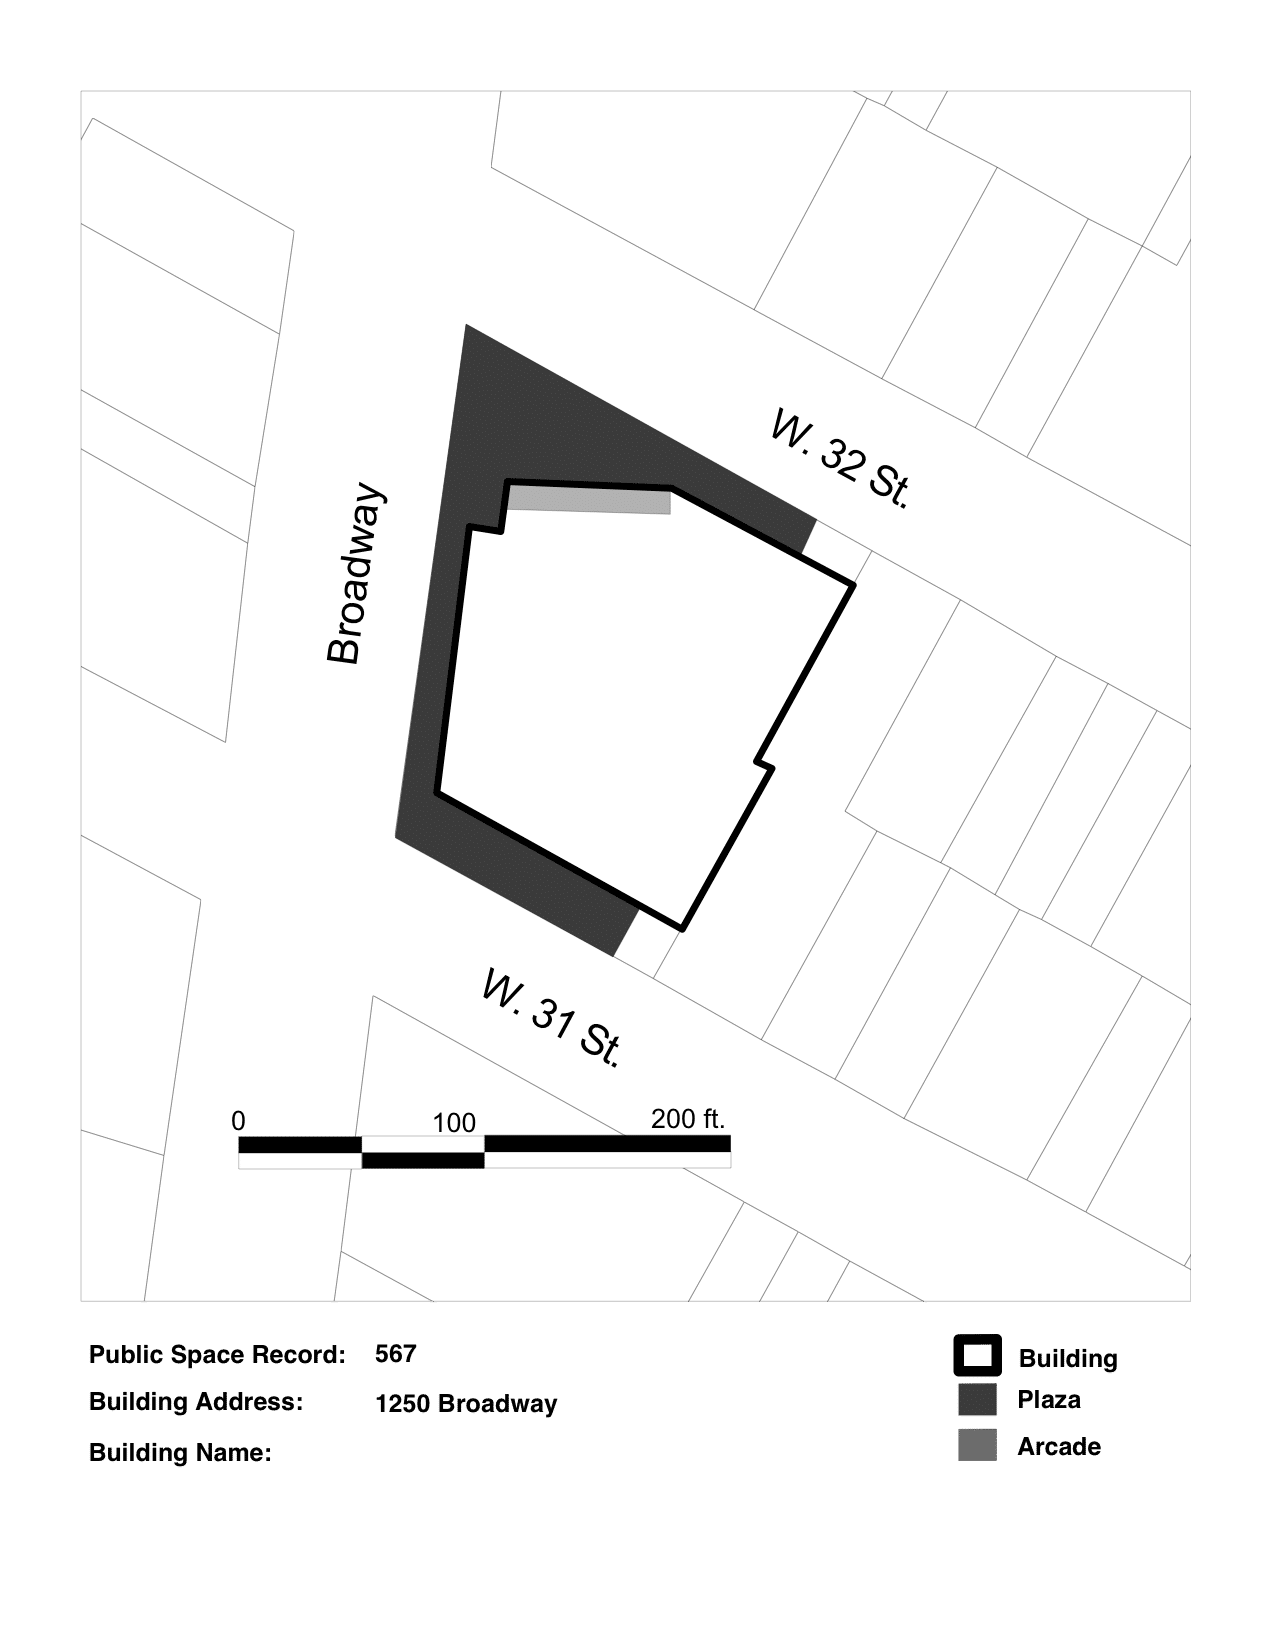 W. 32 St.
Broadway
W. 31 St.
0 100 200 ft.
Public Space Record: 567
Building Address: 1250 Broadway
Building Name:
Building
Plaza
Arcade